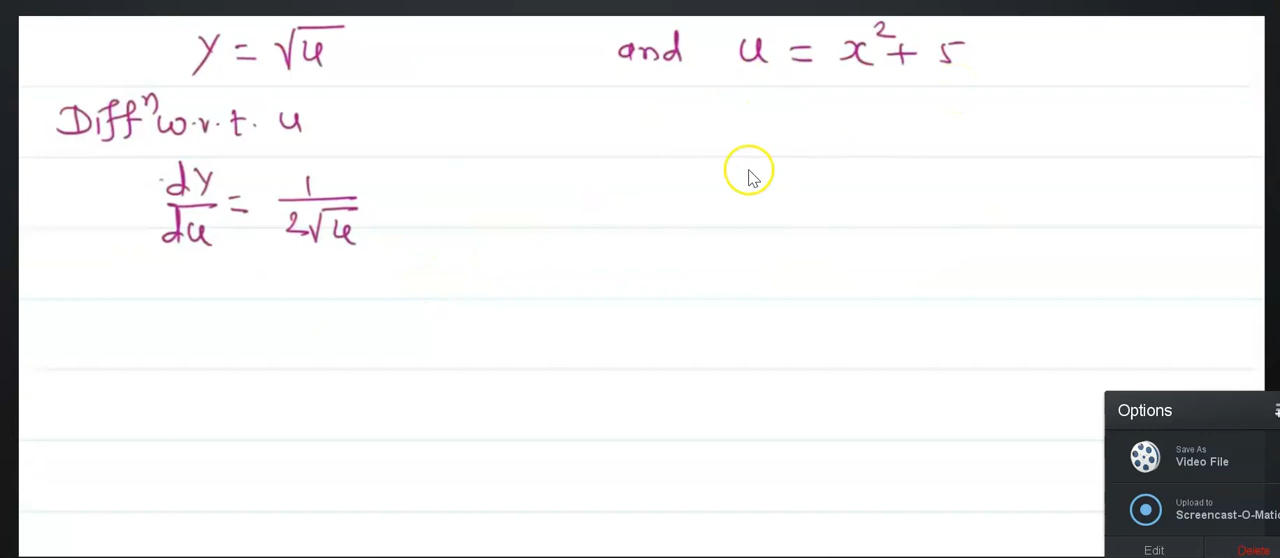 y = √u and u = x² + 5
Diffⁿ w.r.t. u
dy/du = 1/2√u
Options
Save As
Video File
Upload to
Screencast-O-Matic
Edit Delete